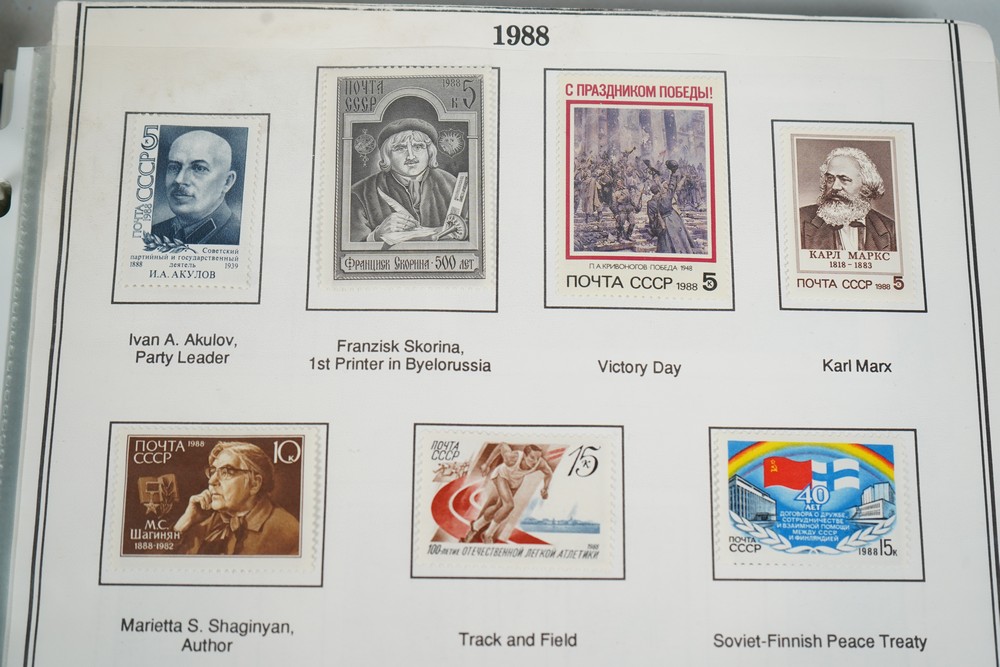 1988
5
ПОЧТА СССР 1988
Советский
партийный и государственный
деятель
1888 1939
И.А. АКУЛОВ
ПОЧТА
СССР
1988 5
к
Франциск Скорина · 500 лет
С ПРАЗДНИКОМ ПОБЕДЫ!
П.А.КРИВОНОГОВ ПОБЕДА 1948
ПОЧТА СССР 1988 5к
КАРЛ МАРКС
1818 - 1883
ПОЧТА СССР 1988 5
Ivan A. Akulov,
Party Leader
Franzisk Skorina,
1st Printer in Byelorussia
Victory Day
Karl Marx
ПОЧТА 1988
СССР
10к
М.С.
Шагинян
1888-1982
ПОЧТА
СССР
15к
100-летие ОТЕЧЕСТВЕННОЙ ЛЕГКОЙ АТЛЕТИКИ 1988
40
ЛЕТ
ДОГОВОРА О ДРУЖБЕ,
СОТРУДНИЧЕСТВЕ
И ВЗАИМНОЙ ПОМОЩИ
МЕЖДУ СССР
И ФИНЛЯНДИЕЙ
ПОЧТА
СССР
1988 15к
Marietta S. Shaginyan,
Author
Track and Field
Soviet-Finnish Peace Treaty